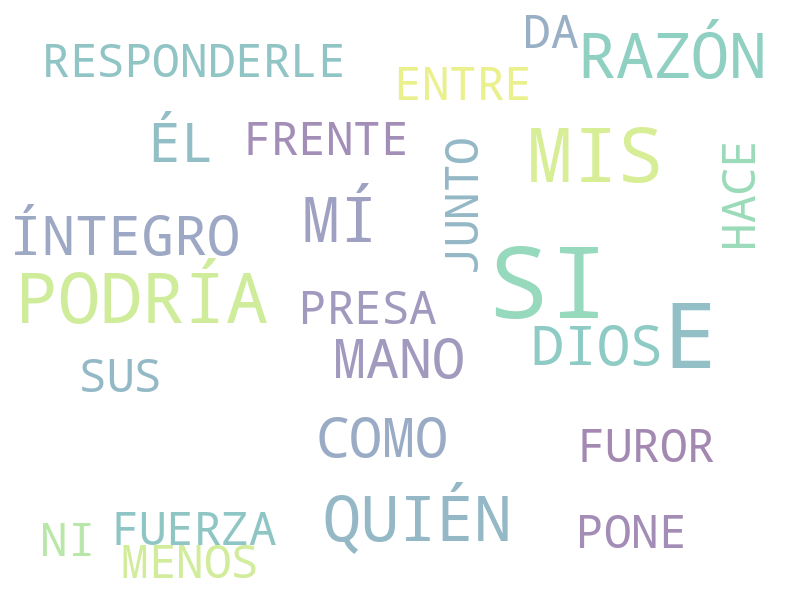 DA
RAZÓN
RESPONDERLE
ENTRE
ÉL
FRENTE
MIS
JUNTO
HACE
MÍ
ÍNTEGRO
SI
PODRÍA
PRESA
DIOS
E
MANO
SUS
COMO
FUROR
QUIÉN
NI
FUERZA
PONE
MENOS